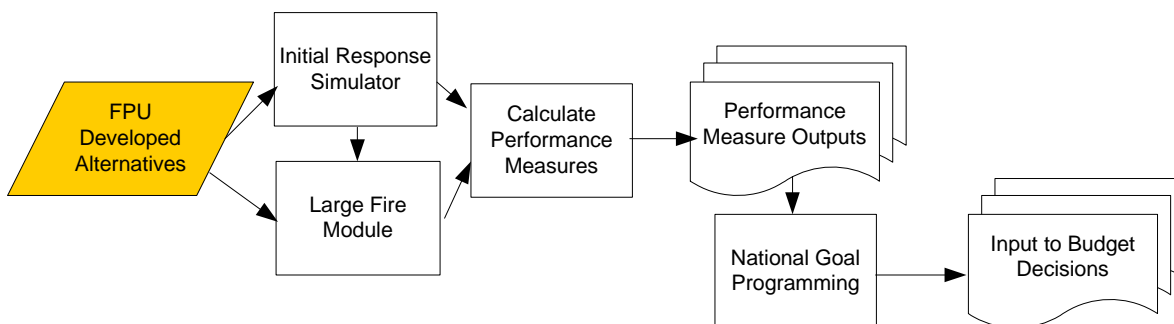 FPU
Developed
Alternatives
Initial Response
Simulator
Large Fire
Module
Calculate
Performance
Measures
Performance
Measure Outputs
National Goal
Programming
Input to Budget
Decisions